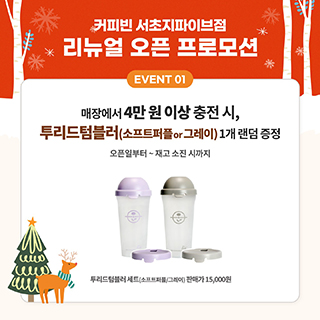 커피빈 서초지파이브점
리뉴얼 오픈 프로모션
EVENT 01
매장에서 4만 원 이상 충전 시,
투리드텀블러(소프트퍼플or그레이) 1개 랜덤 증정
오픈일부터 ~ 재고 소진 시까지
투리드텀블러 세트(소프트퍼플/그레이) 판매가 15,000원